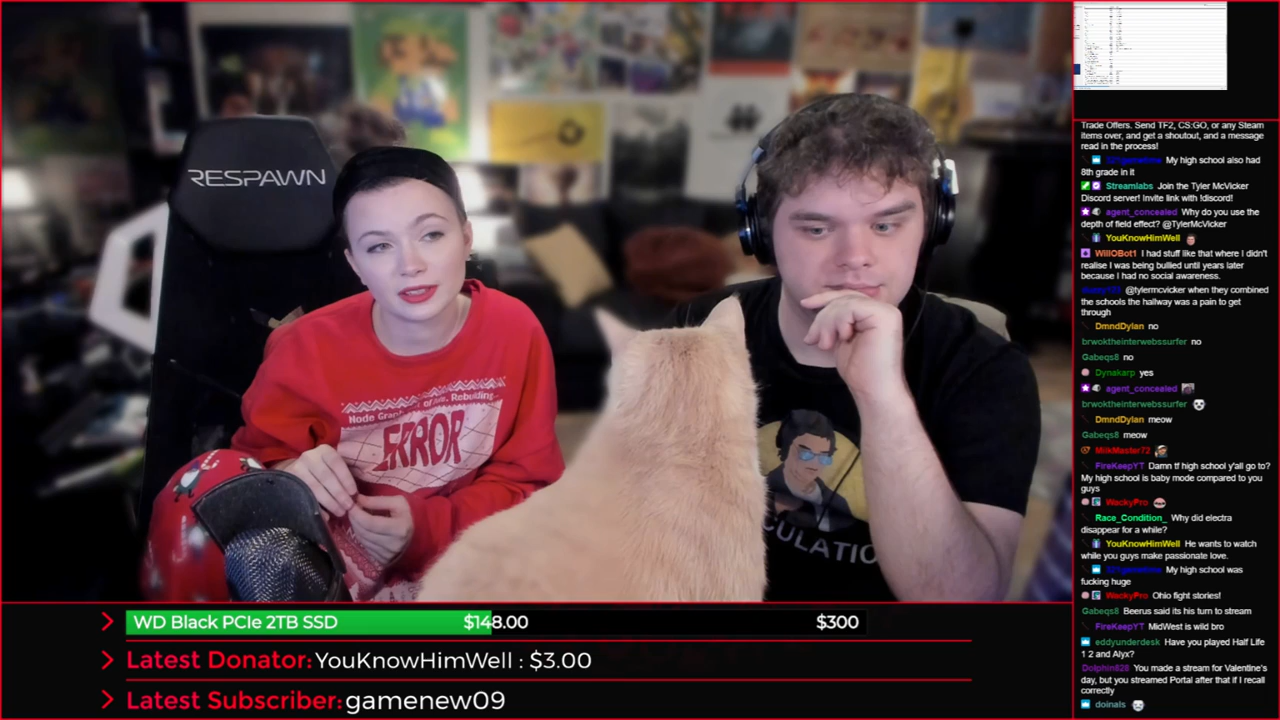 RESPAWN
Node Graph
Rebuilding
ERROR
CULATIO
WD Black PCIe 2TB SSD $148.00 $300
Latest Donator: YouKnowHimWell : $3.00
Latest Subscriber: gamenew09
Trade Offers. Send TF2, CS:GO, or any Steam
items over, and get a shoutout, and a message
read in the process!
My high school also had
8th grade in it
Streamlabs Join the Tyler McVicker
Discord server! Invite link with !discord!
agent_concealed Why do you use the
depth of field effect? @TylerMcVicker
YouKnowHimWell
WillOBot1 I had stuff like that where I didn't
realise I was being bullied until years later
because I had no social awareness.
@tylermcvicker when they combined
the schools the hallway was a pain to get
through
DmndDylan no
brwoktheinterwebssurfer no
Gabeqs8 no
Dynakarp yes
agent_concealed
brwoktheinterwebssurfer
DmndDylan meow
Gabeqs8 meow
MilkMaster72
FireKeepYT Damn tf high school y'all go to?
My high school is baby mode compared to you
guys
WackyPro
Race_Condition_ Why did electra
disappear for a while?
YouKnowHimWell He wants to watch
while you guys make passionate love.
My high school was
fucking huge
WackyPro Ohio fight stories!
Gabeqs8 Beerus said its turn to stream
FireKeepYT MidWest is wild bro
eddyunderdesk Have you played Half Life
1 2 and Alyx?
Dolphin828 You made a stream for Valentine's
day, but you streamed Portal after that if I recall
correctly
doinals